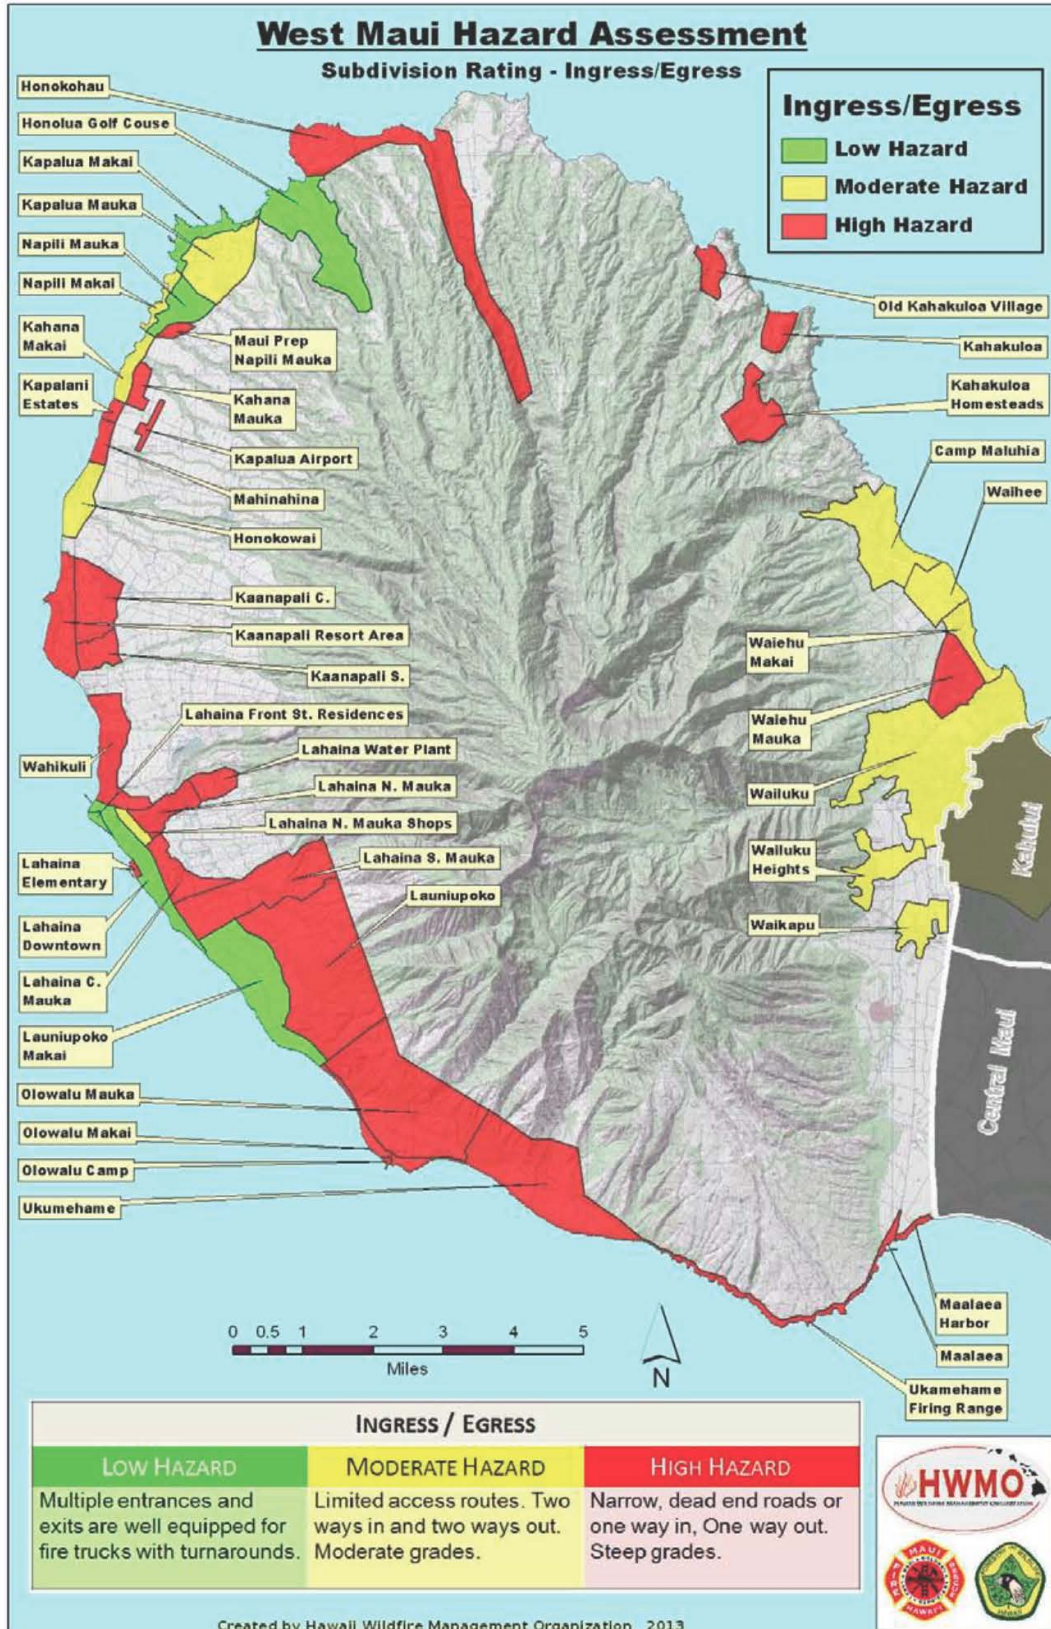 West Maui Hazard Assessment
Subdivision Rating - Ingress/Egress
Ingress/Egress
Low Hazard
Moderate Hazard
High Hazard
Honokohau
Honolua Golf Couse
Kapalua Makai
Kapalua Mauka
Napili Mauka
Napili Makai
Kahana
Makai
Kapalani
Estates
Maui Prep
Napili Mauka
Kahana
Mauka
Kapalua Airport
Mahinahina
Honokowai
Kaanapali C.
Kaanapali Resort Area
Kaanapali S.
Lahaina Front St. Residences
Lahaina Water Plant
Wahikuli
Lahaina N. Mauka
Lahaina N. Mauka Shops
Lahaina S. Mauka
Launiupoko
Lahaina
Elementary
Lahaina
Downtown
Lahaina C.
Mauka
Launiupoko
Makai
Olowalu Mauka
Olowalu Makai
Olowalu Camp
Ukumehame
Old Kahakuloa Village
Kahakuloa
Kahakuloa
Homesteads
Camp Maluhia
Waihee
Waiehu
Makai
Waiehu
Mauka
Wailuku
Wailuku
Heights
Waikapu
Kahului
Central Maui
Maalaea
Harbor
Maalaea
Ukamehame
Firing Range
0 0.5 1 2 3 4 5
Miles
N
INGRESS / EGRESS
LOW HAZARD
MODERATE HAZARD
HIGH HAZARD
Multiple entrances and
exits are well equipped for
fire trucks with turnarounds.
Limited access routes. Two
ways in and two ways out.
Moderate grades.
Narrow, dead end roads or
one way in, One way out.
Steep grades.
HWMO
MAUI
FIRE
RESCUE
HAWAII
Created by Hawaii Wildfire Management Organization 2013